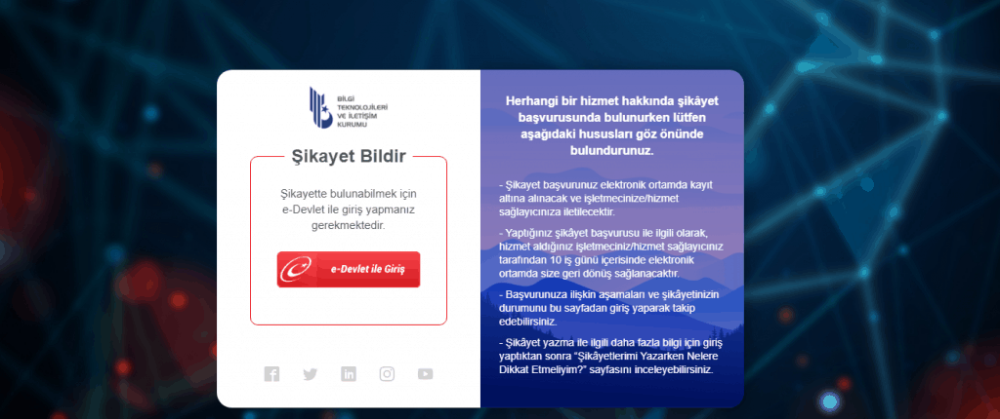 BİLGİ
TEKNOLOJİLERİ
VE İLETİŞİM
KURUMU
Şikayet Bildir
Şikayette bulunabilmek için
e-Devlet ile giriş yapmanız
gerekmektedir.
e-Devlet ile Giriş
Herhangi bir hizmet hakkında şikâyet
başvurusunda bulunurken lütfen
aşağıdaki hususları göz önünde
bulundurunuz.
- Şikayet başvurunuz elektronik ortamda kayıt
altına alınacak ve işletmecinize/hizmet
sağlayıcınıza iletilecektir.
- Yaptığınız şikâyet başvurusu ile ilgili olarak,
hizmet aldığınız işletmeciniz/hizmet sağlayıcınız
tarafından 10 iş günü içerisinde elektronik
ortamda size geri dönüş sağlanacaktır.
- Başvurunuza ilişkin aşamaları ve şikâyetinizin
durumunu bu sayfadan giriş yaparak takip
edebilirsiniz.
- Şikâyet yazma ile ilgili daha fazla bilgi için giriş
yaptıktan sonra “Şikâyetlerimi Yazarken Nelere
Dikkat Etmeliyim?” sayfasını inceleyebilirsiniz.